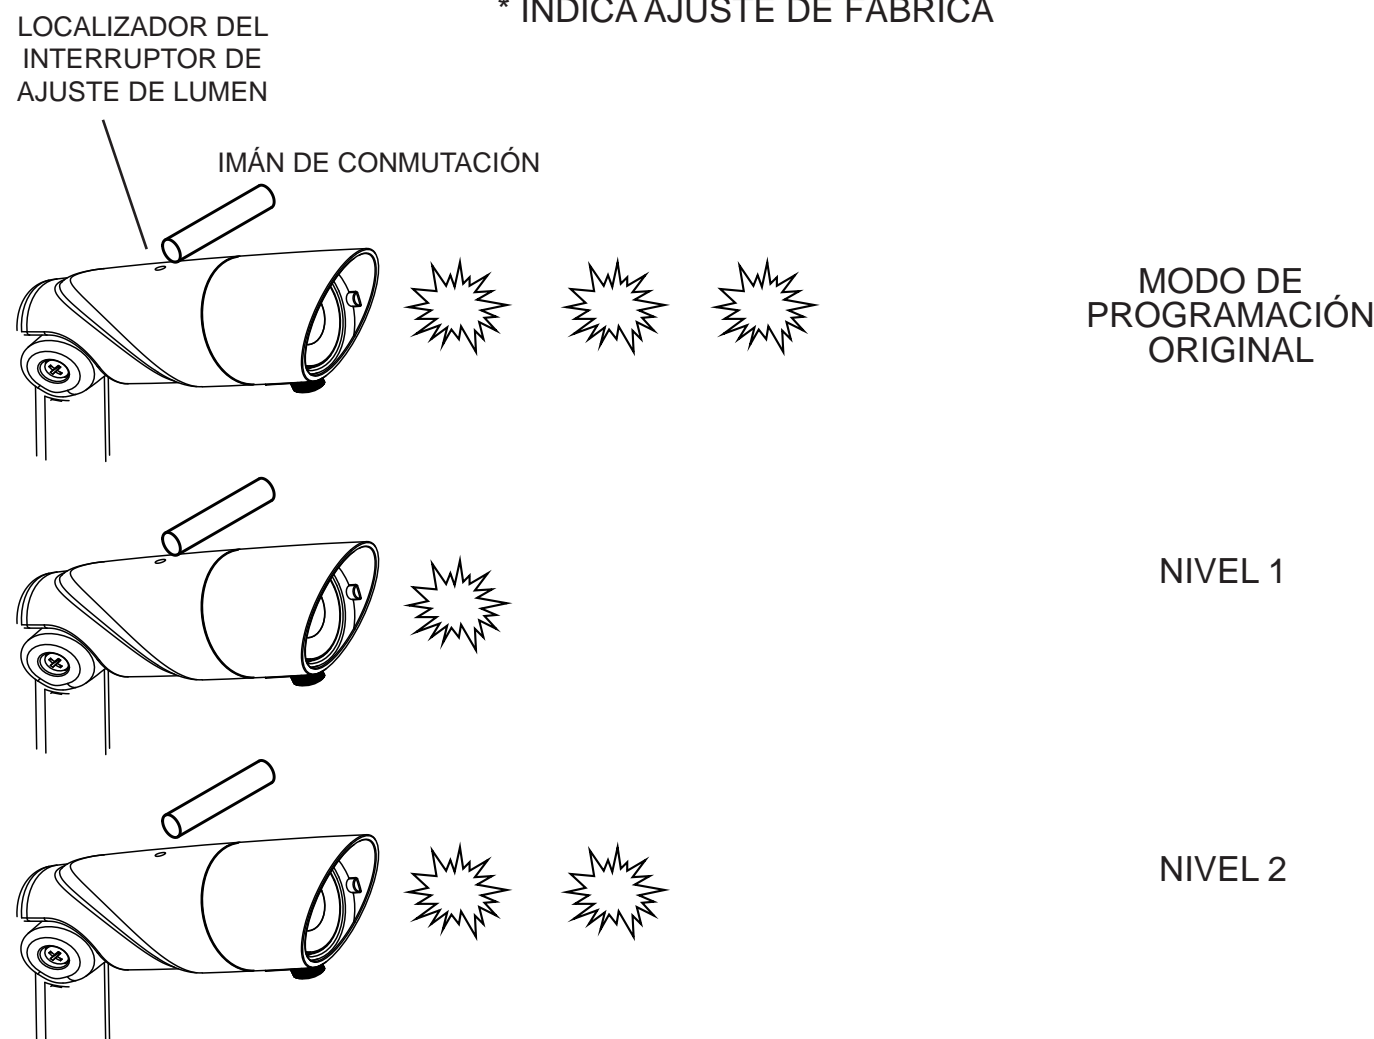 * INDICA AJUSTE DE FÁBRICA
LOCALIZADOR DEL
INTERRUPTOR DE
AJUSTE DE LUMEN
IMÁN DE CONMUTACIÓN
MODO DE
PROGRAMACIÓN
ORIGINAL
NIVEL 1
NIVEL 2